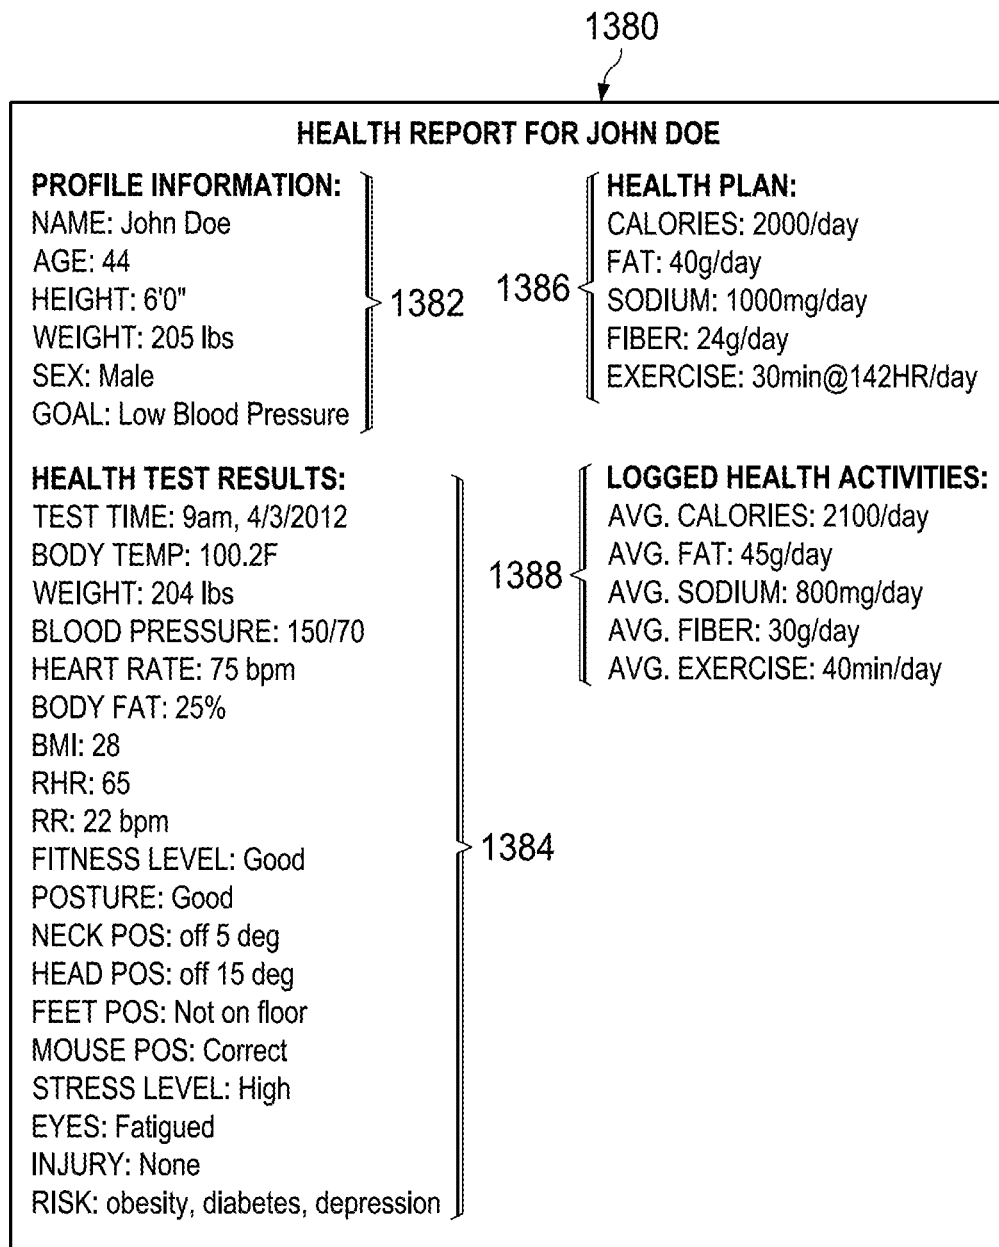 1380
HEALTH REPORT FOR JOHN DOE
PROFILE INFORMATION:
NAME: John Doe
AGE: 44
HEIGHT: 6'0"
WEIGHT: 205 lbs
SEX: Male
GOAL: Low Blood Pressure
1382
1386
HEALTH PLAN:
CALORIES: 2000/day
FAT: 40g/day
SODIUM: 1000mg/day
FIBER: 24g/day
EXERCISE: 30min@142HR/day
HEALTH TEST RESULTS:
TEST TIME: 9am, 4/3/2012
BODY TEMP: 100.2F
WEIGHT: 204 lbs
BLOOD PRESSURE: 150/70
HEART RATE: 75 bpm
BODY FAT: 25%
BMI: 28
RHR: 65
RR: 22 bpm
FITNESS LEVEL: Good
POSTURE: Good
NECK POS: off 5 deg
HEAD POS: off 15 deg
FEET POS: Not on floor
MOUSE POS: Correct
STRESS LEVEL: High
EYES: Fatigued
INJURY: None
RISK: obesity, diabetes, depression
1384
1388
LOGGED HEALTH ACTIVITIES:
AVG. CALORIES: 2100/day
AVG. FAT: 45g/day
AVG. SODIUM: 800mg/day
AVG. FIBER: 30g/day
AVG. EXERCISE: 40min/day